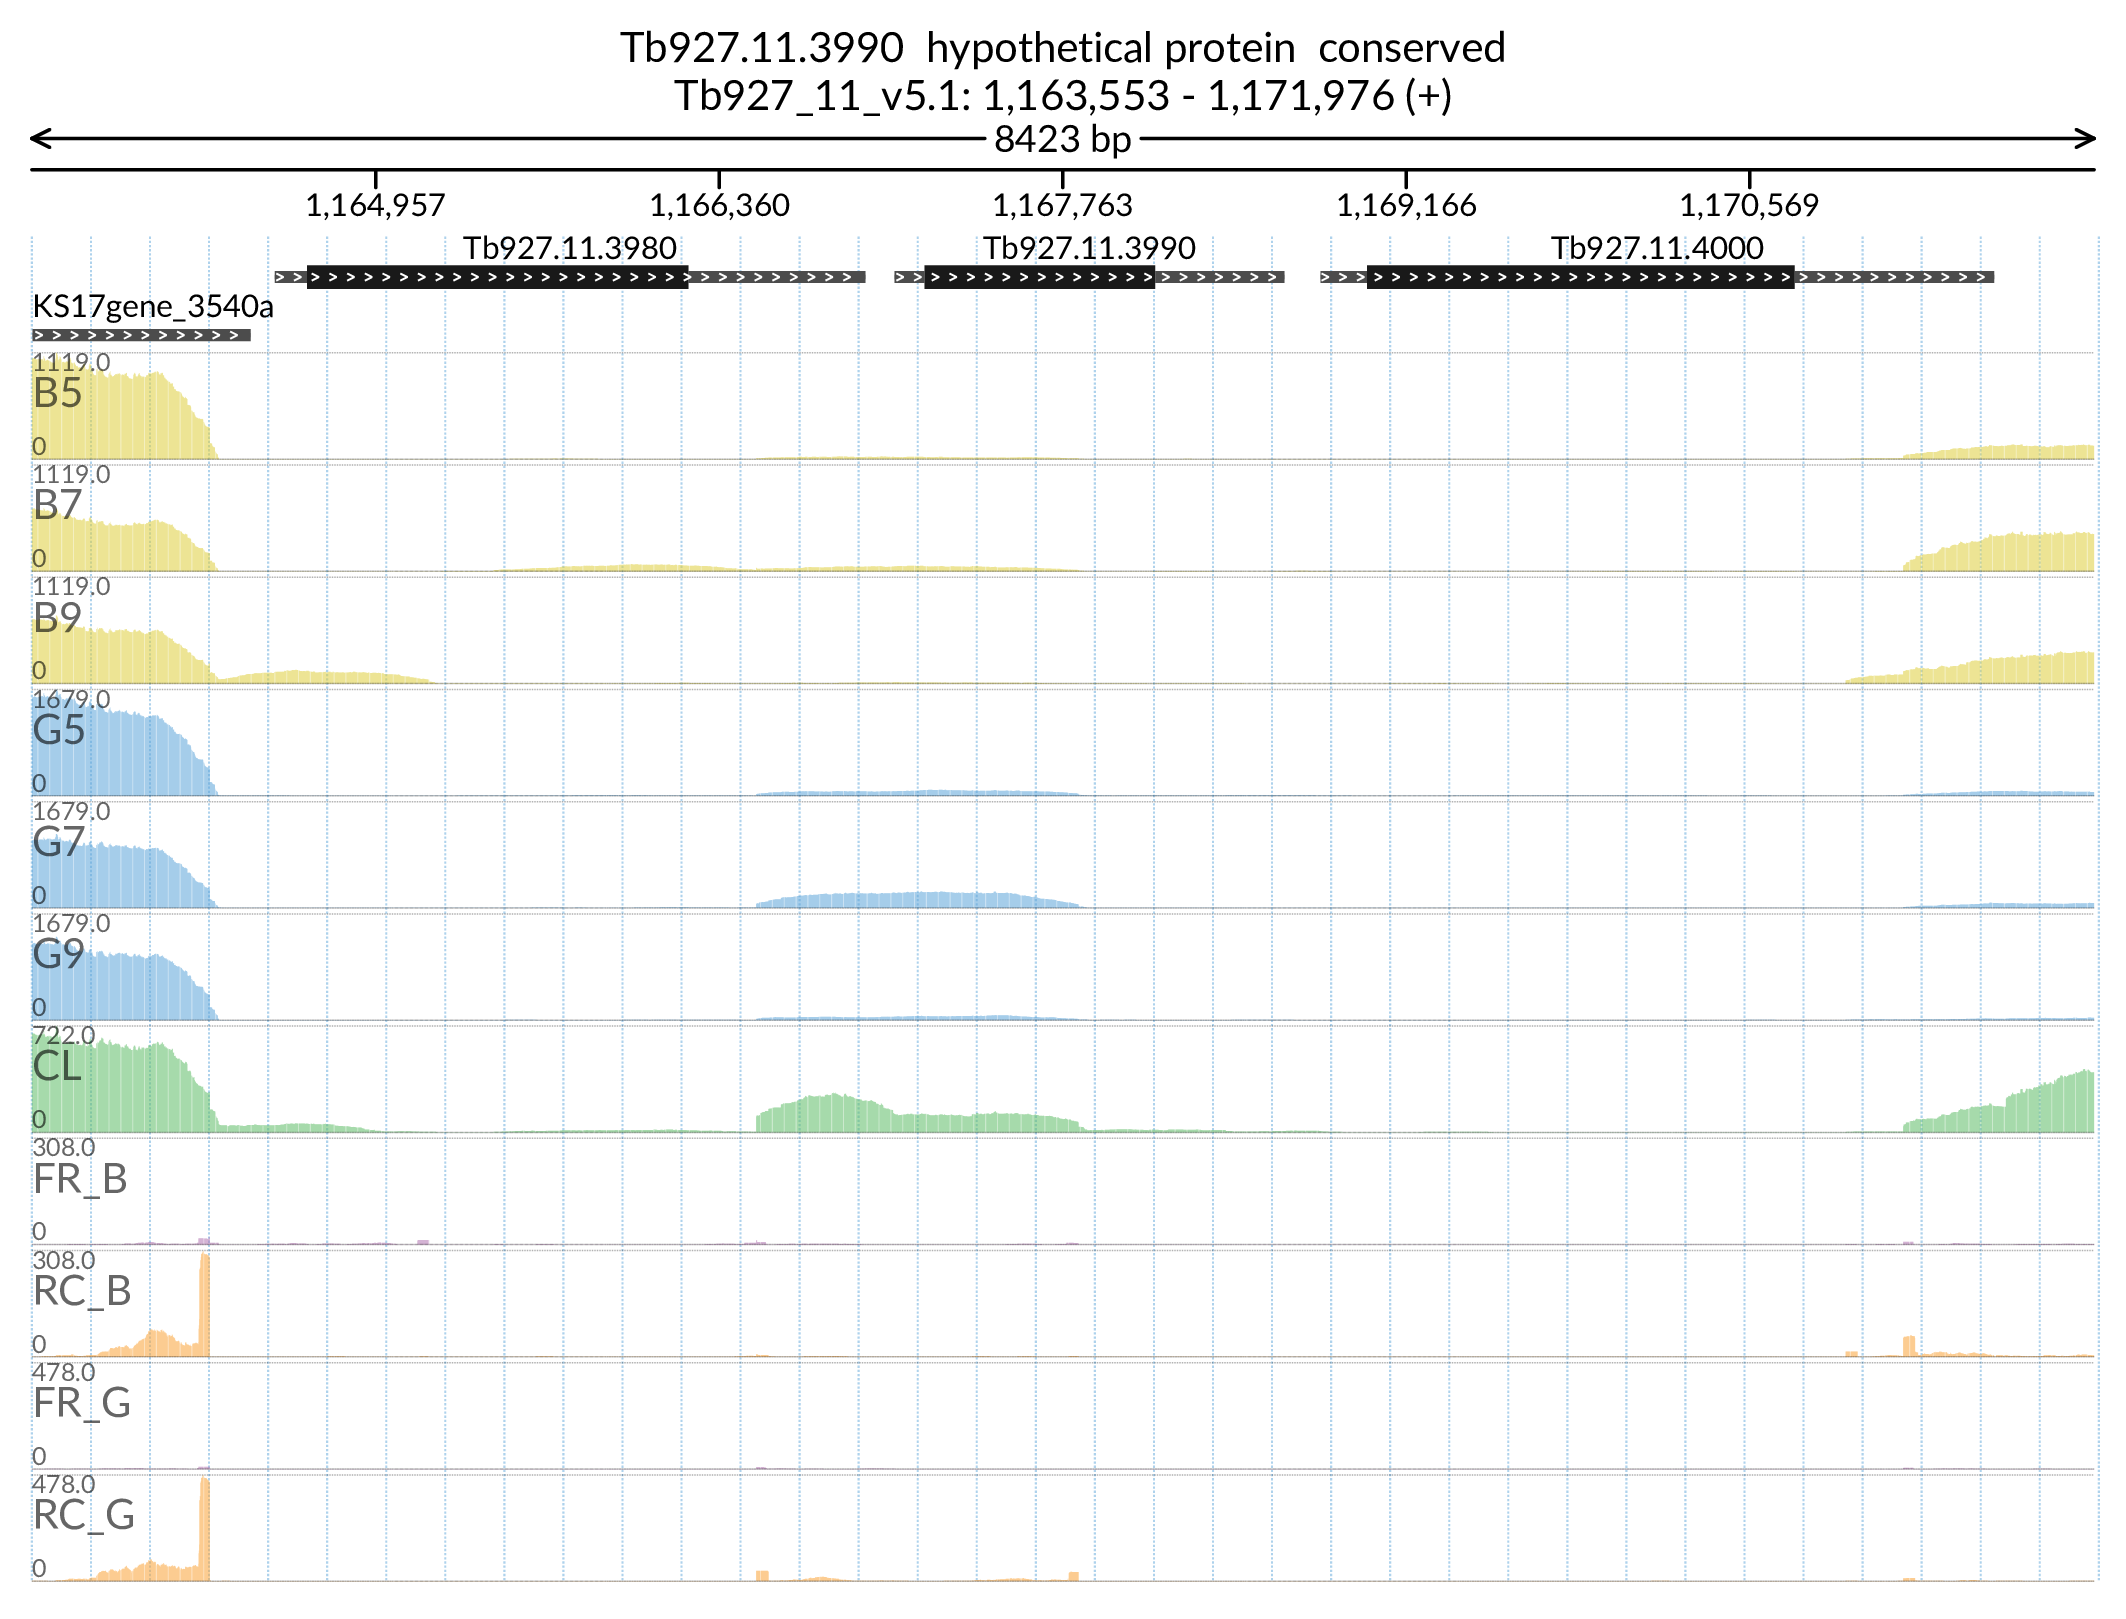 Tb927.11.3990  hypothetical protein  conserved
Tb927_11_v5.1: 1,163,553 - 1,171,976 (+)
8423 bp
1,164,957 1,166,360 1,167,763 1,169,166 1,170,569
Tb927.11.3980 Tb927.11.3990 Tb927.11.4000
KS17gene_3540a
1119.0
B5
0
1119.0
B7
0
1119.0
B9
0
1679.0
G5
0
1679.0
G7
0
1679.0
G9
0
722.0
CL
0
308.0
FR_B
0
308.0
RC_B
0
478.0
FR_G
0
478.0
RC_G
0